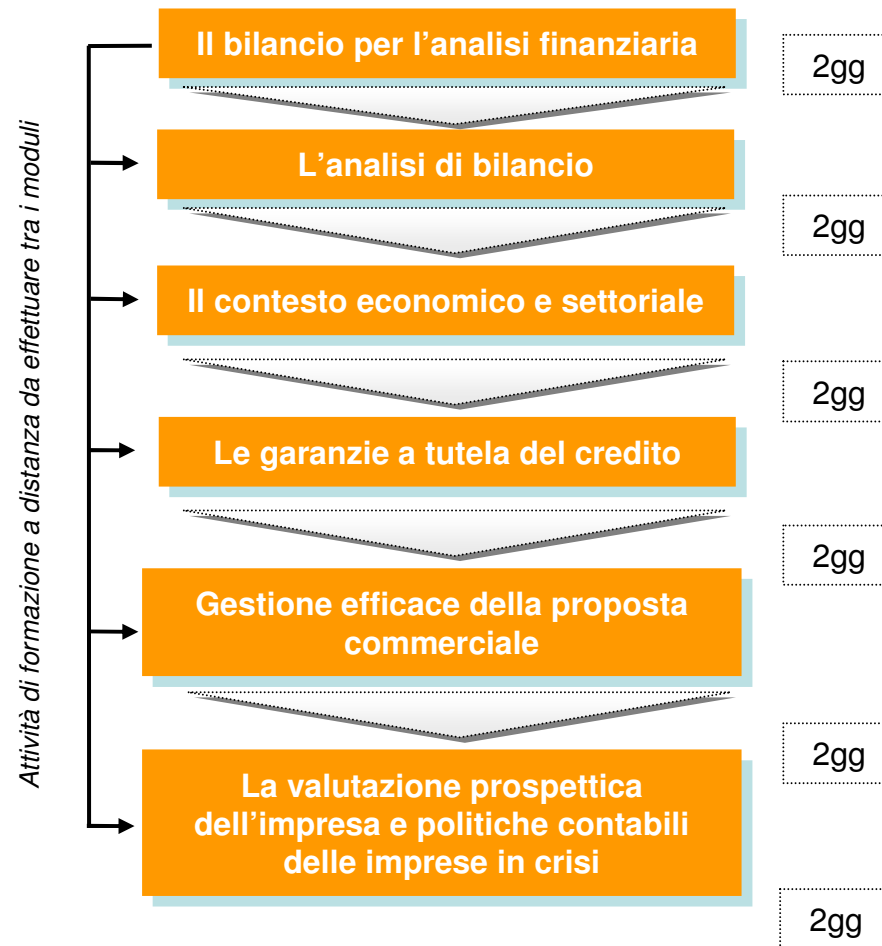 Attività di formazione a distanza da effettuare tra i moduli
Il bilancio per l'analisi finanziaria
2gg
L'analisi di bilancio
2gg
Il contesto economico e settoriale
2gg
Le garanzie a tutela del credito
2gg
Gestione efficace della proposta
commerciale
2gg
La valutazione prospettica
dell'impresa e politiche contabili
delle imprese in crisi
2gg